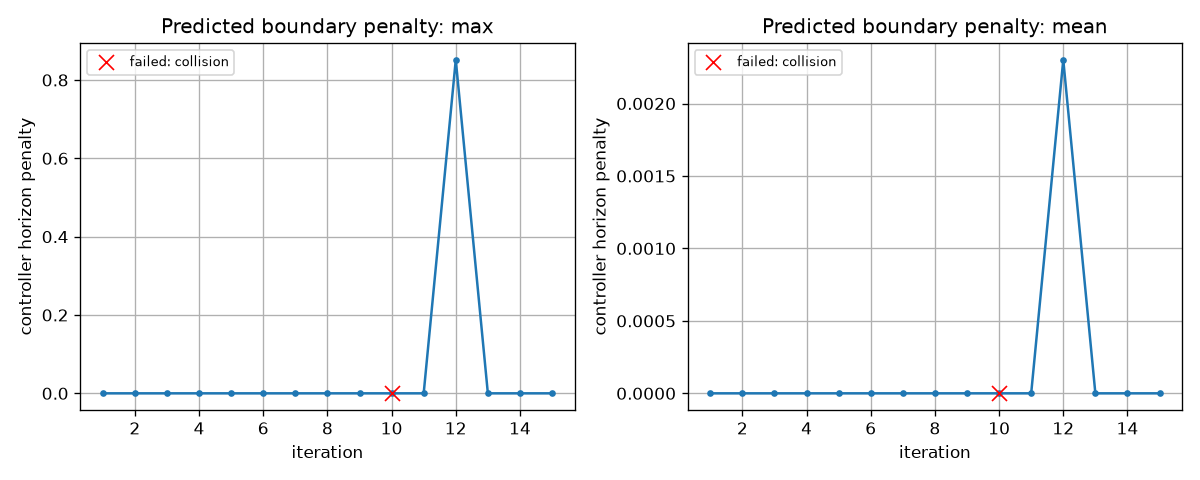 Predicted boundary penalty: max
failed: collision
controller horizon penalty
0.8
0.6
0.4
0.2
0.0
2 4 6 8 10 12 14
iteration
Predicted boundary penalty: mean
failed: collision
controller horizon penalty
0.0020
0.0015
0.0010
0.0005
0.0000
2 4 6 8 10 12 14
iteration